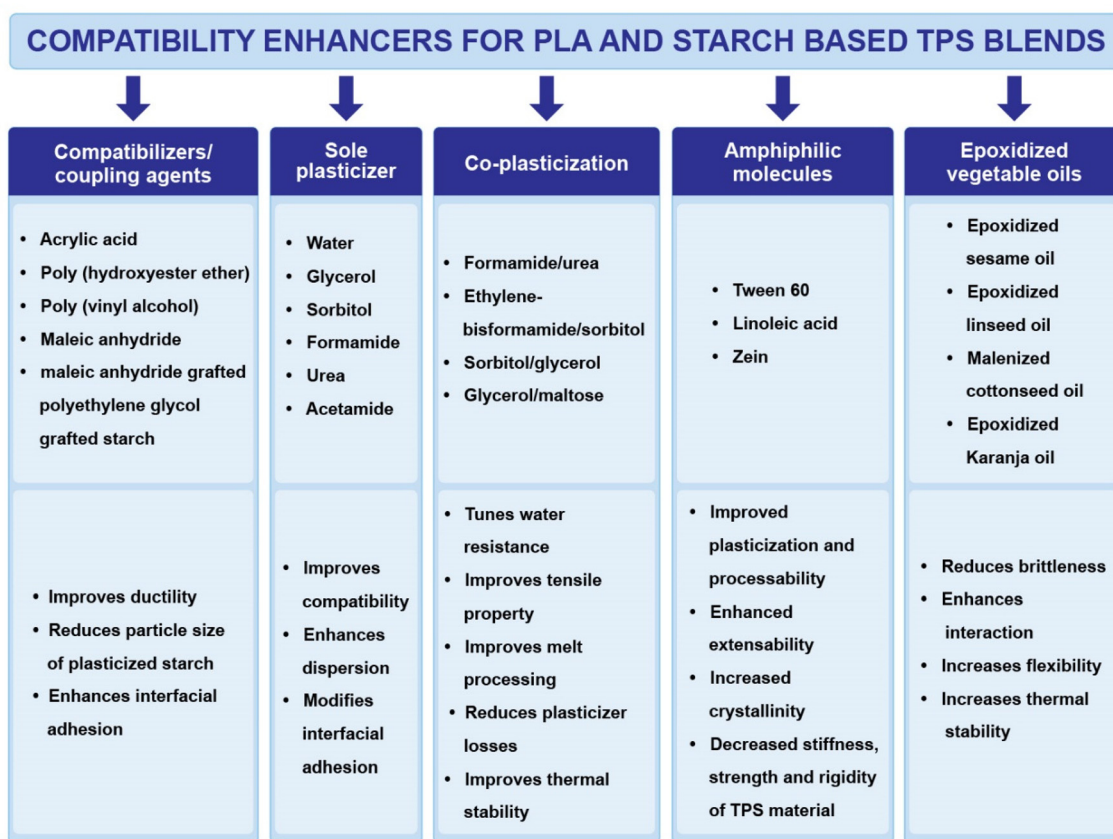 COMPATIBILITY ENHANCERS FOR PLA AND STARCH BASED TPS BLENDS
Compatibilizers/
coupling agents
• Acrylic acid
• Poly (hydroxyester ether)
• Poly (vinyl alcohol)
• Maleic anhydride
• maleic anhydride grafted
polyethylene glycol
grafted starch
• Improves ductility
• Reduces particle size
of plasticized starch
• Enhances interfacial
adhesion
Sole
plasticizer
• Water
• Glycerol
• Sorbitol
• Formamide
• Urea
• Acetamide
• Improves
compatibility
• Enhances
dispersion
• Modifies
interfacial
adhesion
Co-plasticization
• Formamide/urea
• Ethylene-
bisformamide/sorbitol
• Sorbitol/glycerol
• Glycerol/maltose
• Tunes water
resistance
• Improves tensile
property
• Improves melt
processing
• Reduces plasticizer
losses
• Improves thermal
stability
Amphiphilic
molecules
• Tween 60
• Linoleic acid
• Zein
• Improved
plasticization and
processability
• Enhanced
extensability
• Increased
crystallinity
• Decreased stiffness,
strength and rigidity
of TPS material
Epoxidized
vegetable oils
• Epoxidized
sesame oil
• Epoxidized
linseed oil
• Malenized
cottonseed oil
• Epoxidized
Karanja oil
• Reduces brittleness
• Enhances
interaction
• Increases flexibility
• Increases thermal
stability